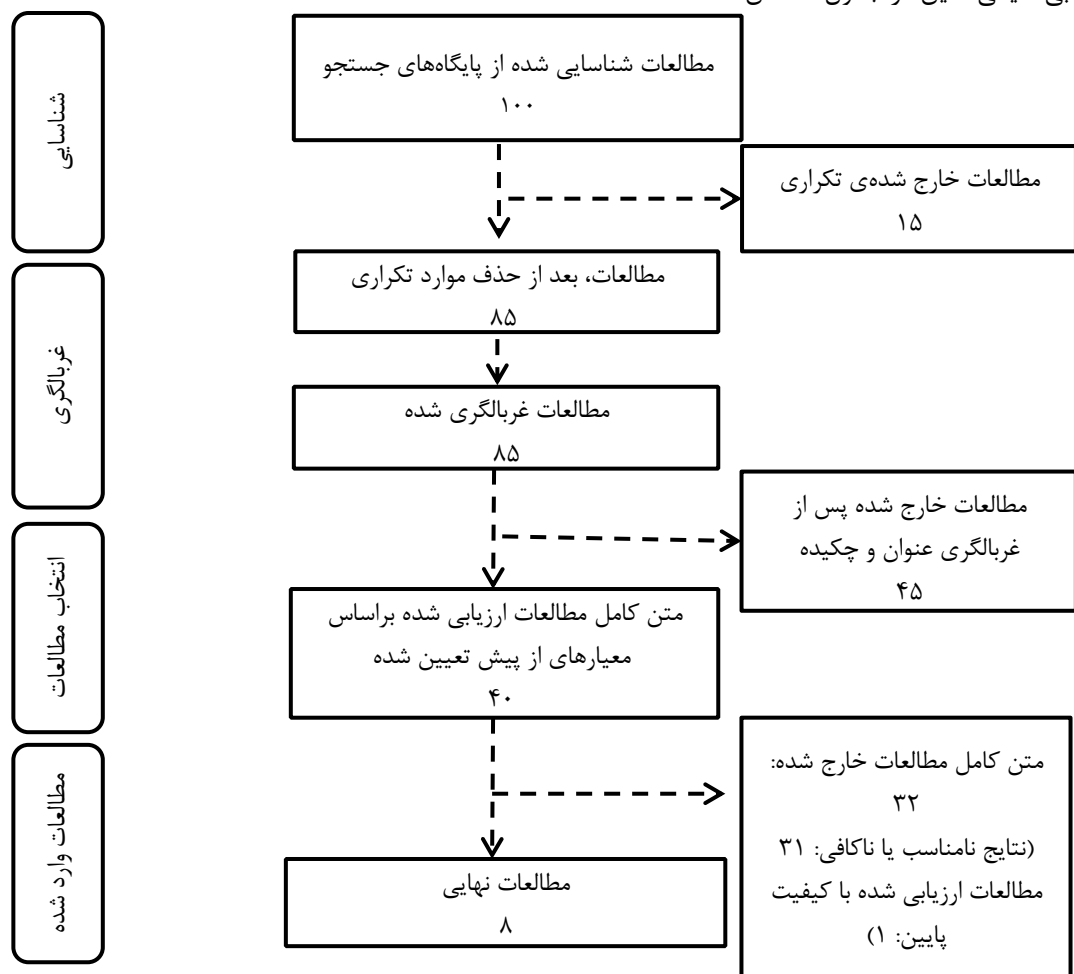 مطالعات شناسایی شده از پایگاه‌های جستجو
۱۰۰
شناسایی
مطالعات خارج شده‌ی تکراری
۱۵
مطالعات، بعد از حذف موارد تکراری
۸۵
غربالگری
مطالعات غربالگری شده
۸۵
مطالعات خارج شده پس از
غربالگری عنوان و چکیده
۴۵
انتخاب مطالعات
متن کامل مطالعات ارزیابی شده براساس
معیارهای از پیش تعیین شده
۴۰
متن کامل مطالعات خارج شده:
۳۲
(نتایج نامناسب یا ناکافی: ۳۱
مطالعات ارزیابی شده با کیفیت
پایین: ۱)
مطالعات وارد شده
مطالعات نهایی
۸